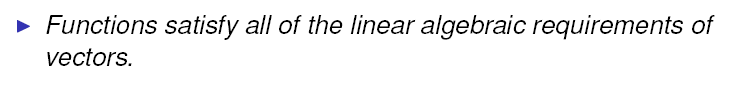 Functions satisfy all of the linear algebraic requirements of
vectors.